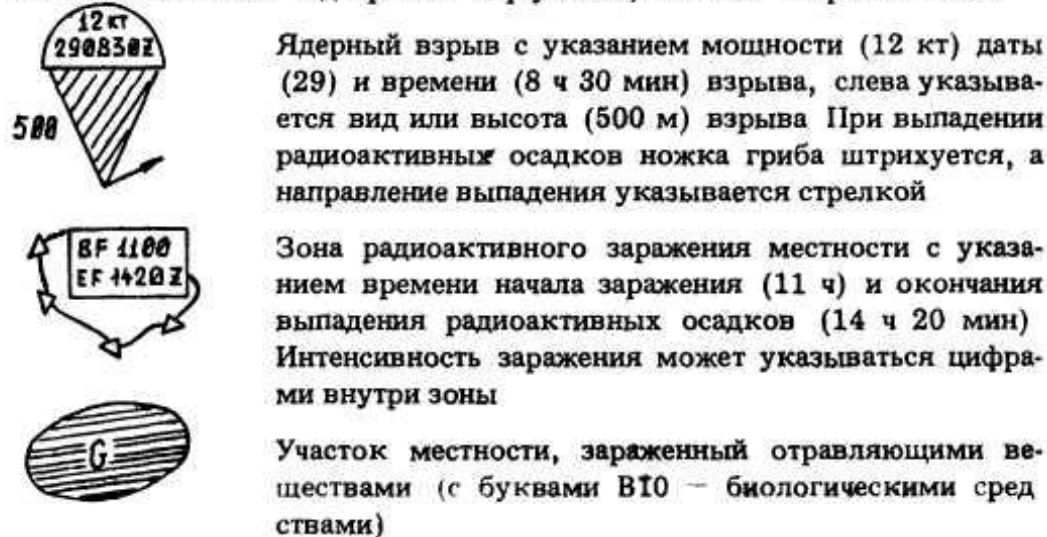 12 кт
290830Z
500
Ядерный взрыв с указанием мощности (12 кт) даты
(29) и времени (8 ч 30 мин) взрыва, слева указыва-
ется вид или высота (500 м) взрыва При выпадении
радиоактивных осадков ножка гриба штрихуется, а
направление выпадения указывается стрелкой
BF 1100
EF 1420Z
Зона радиоактивного заражения местности с указа-
нием времени начала заражения (11 ч) и окончания
выпадения радиоактивных осадков (14 ч 20 мин)
Интенсивность заражения может указываться цифра-
ми внутри зоны
G
Участок местности, зараженный отравляющими ве-
ществами (с буквами BIO – биологическими сред
ствами)